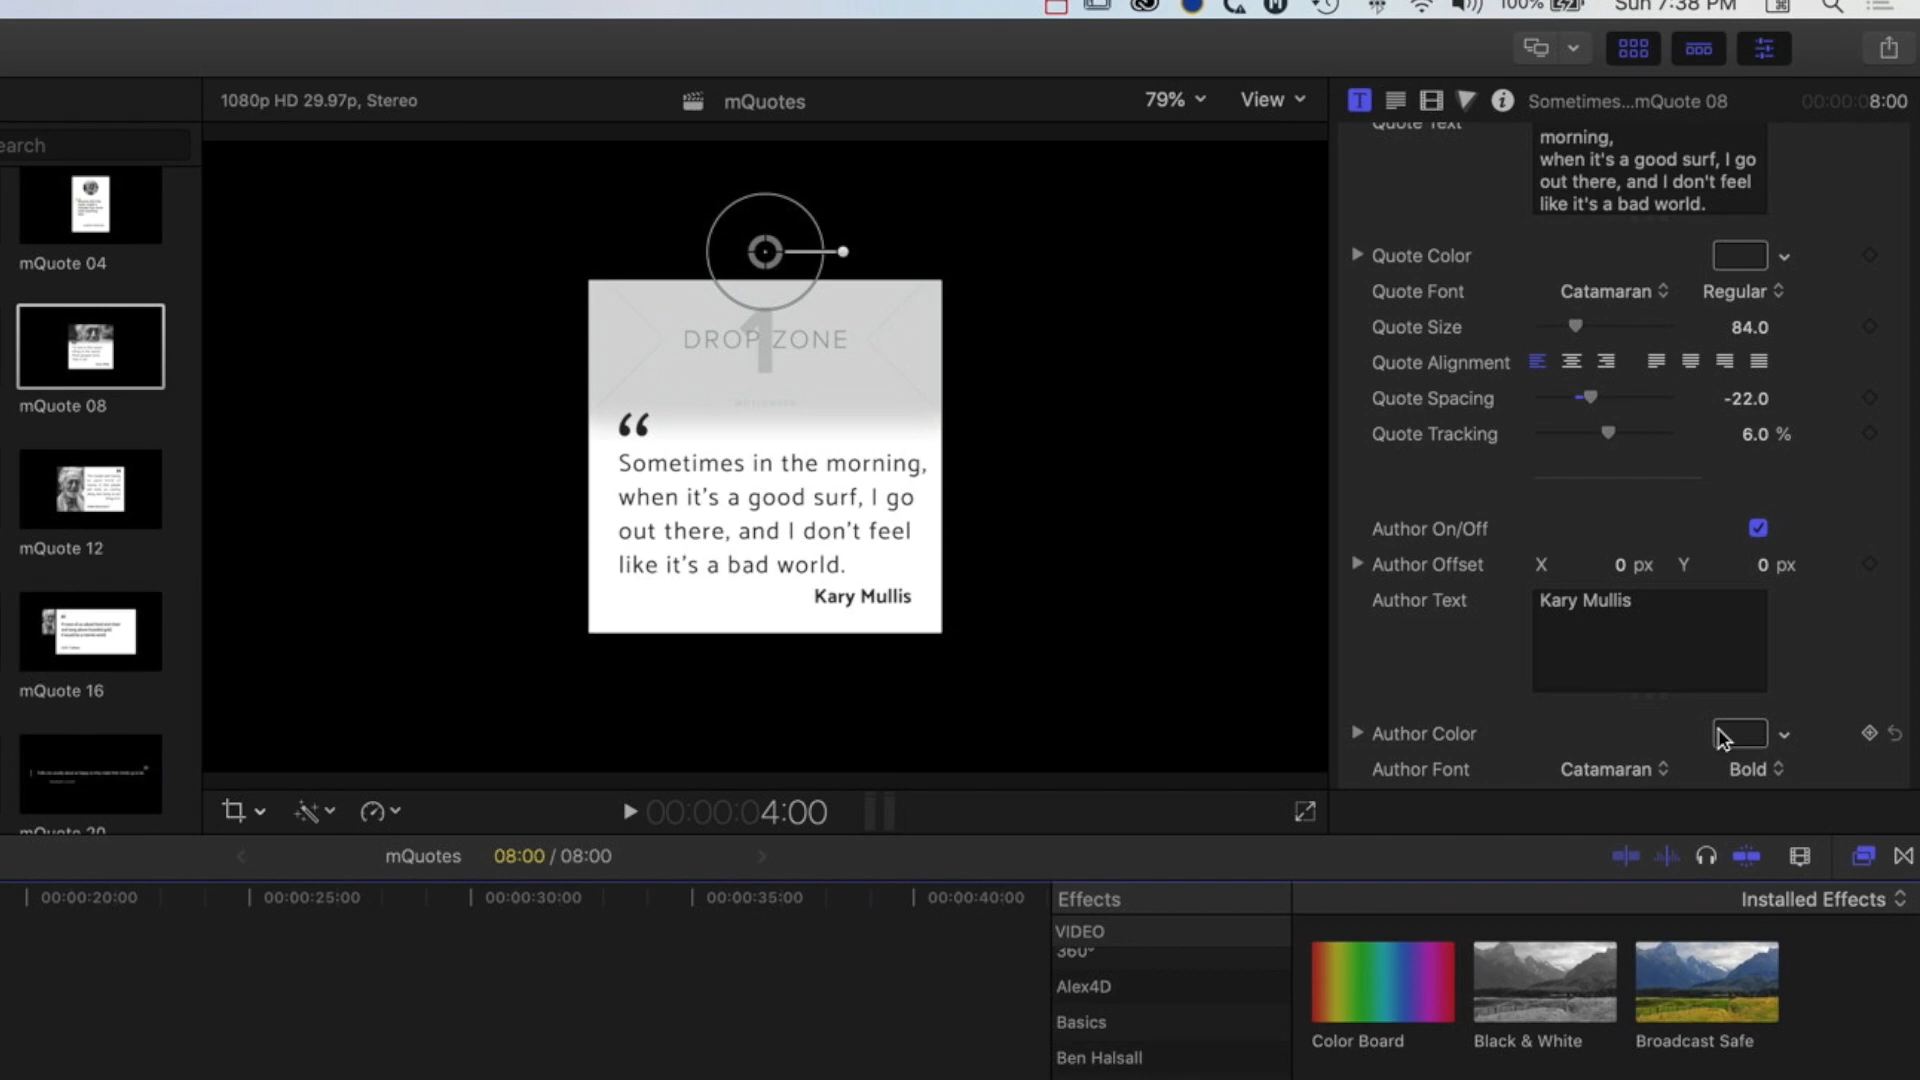 100%
Sun 7:38 PM
1080p HD 29.97p, Stereo
mQuotes
79%
View
T
Sometimes...mQuote 08
00:00:08:00
earch
Quote Text
morning,
when it's a good surf, I go
out there, and I don't feel
like it's a bad world.
mQuote 04
mQuote 08
mQuote 12
mQuote 16
mQuote 20
1
DROP ZONE
“
Sometimes in the morning,
when it’s a good surf, I go
out there, and I don’t feel
like it’s a bad world.
Kary Mullis
Quote Color
Quote Font
Catamaran
Regular
Quote Size
84.0
Quote Alignment
Quote Spacing
-22.0
Quote Tracking
6.0 %
Author On/Off
Author Offset
X
0 px
Y
0 px
Author Text
Kary Mullis
Author Color
Author Font
Catamaran
Bold
00:00:04:00
mQuotes
08:00 / 08:00
00:00:20:00
00:00:25:00
00:00:30:00
00:00:35:00
00:00:40:00
Effects
Installed Effects
VIDEO
360°
Alex4D
Basics
Ben Halsall
Color Board
Black & White
Broadcast Safe